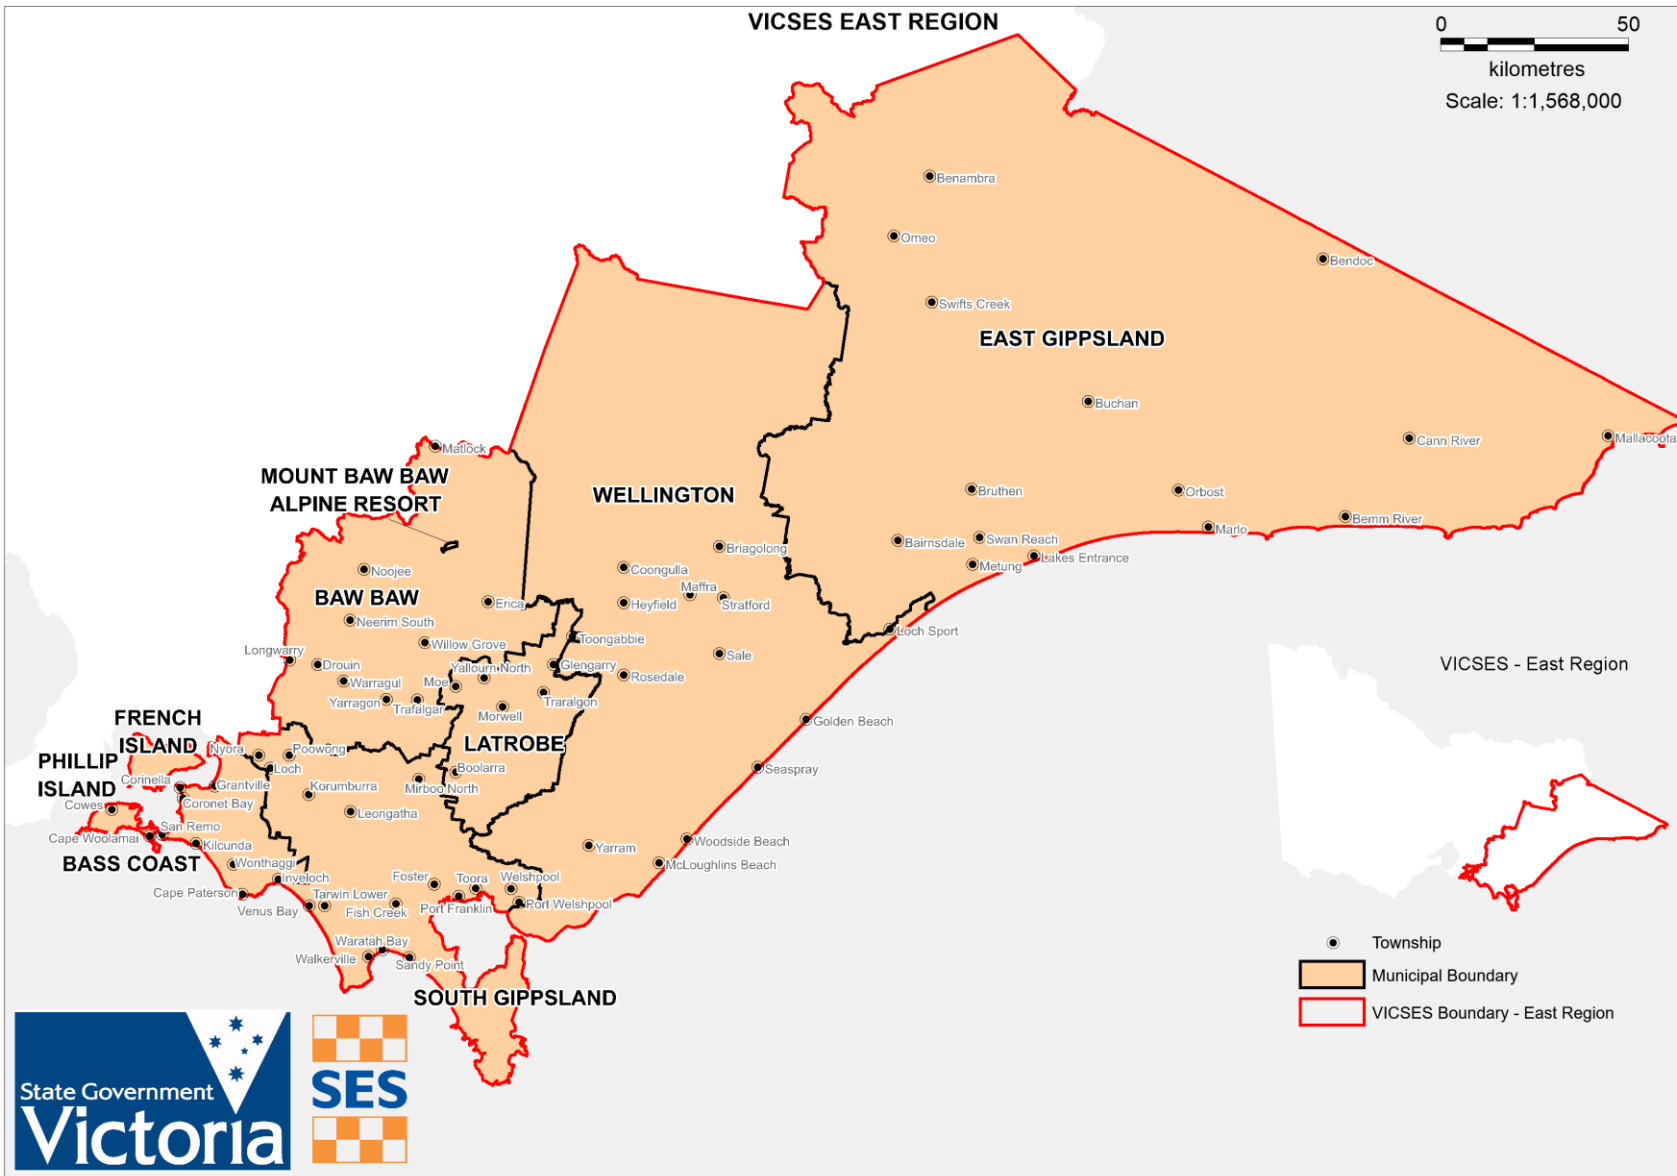 VICSES EAST REGION
0 50
kilometres
Scale: 1:1,568,000
Benambra
Omeo
Bendoc
Swifts Creek
EAST GIPPSLAND
Buchan
Cann River
Mallacoota
Matlock
MOUNT BAW BAW
ALPINE RESORT
WELLINGTON
Bruthen
Orbost
Bemm River
Marlo
Bairnsdale
Swan Reach
Lakes Entrance
Metung
Briagolong
Coongulla
Noojee
Maffra
BAW BAW
Erica
Heyfield
Stratford
Neerim South
Loch Sport
Toongabbie
Willow Grove
Longwarry
Drouin
Yallourn North
Glengarry
Sale
VICSES - East Region
Warragul
Moe
Rosedale
Yarragon
Trafalgar
Traralgon
Morwell
FRENCH
ISLAND
Golden Beach
Nyora
Poowong
LATROBE
PHILLIP
ISLAND
Loch
Boolarra
Seaspray
Corinella
Grantville
Korumburra
Mirboo North
Coronet Bay
Cowes
Leongatha
San Remo
Cape Woolamai
Kilcunda
Yarram
Woodside Beach
BASS COAST
Wonthaggi
McLoughlins Beach
Inveloch
Foster
Toora
Welshpool
Cape Paterson
Tarwin Lower
Venus Bay
Fish Creek
Port Franklin
Port Welshpool
Waratah Bay
Walkerville
Sandy Point
SOUTH GIPPSLAND
Township
Municipal Boundary
VICSES Boundary - East Region
State Government
Victoria
SES